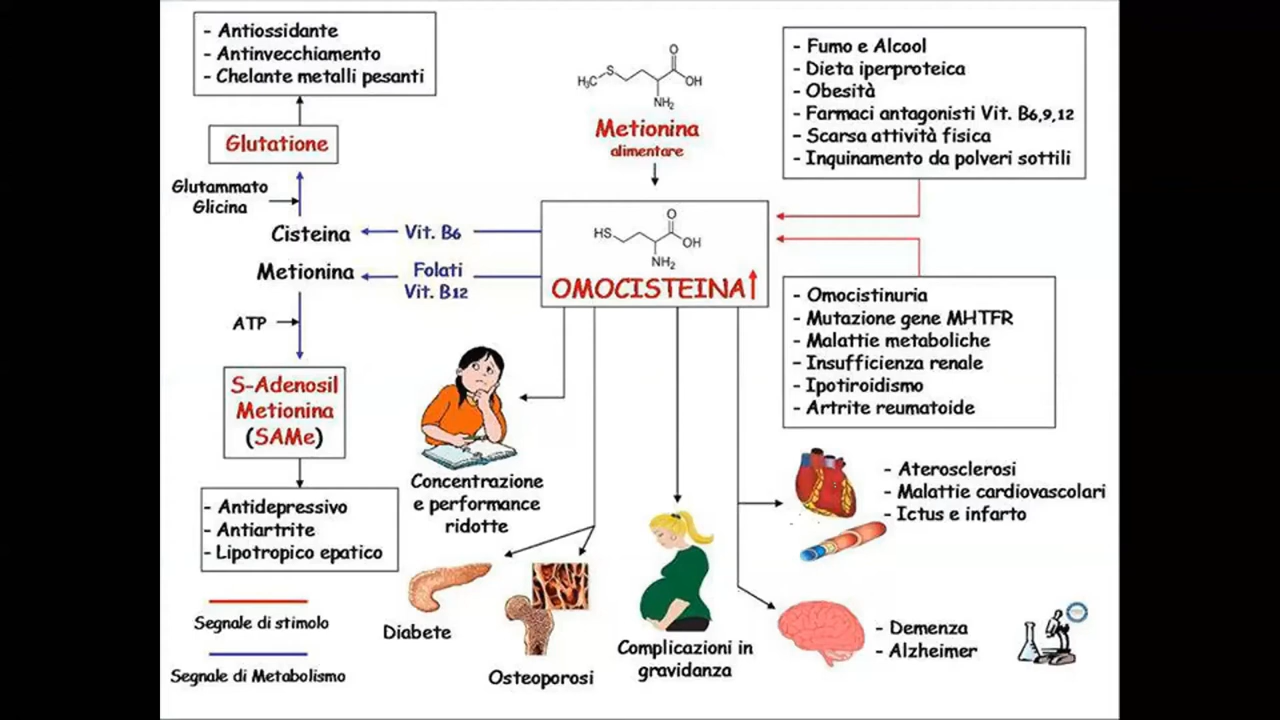 - Antiossidante
- Antinvecchiamento
- Chelante metalli pesanti
Glutatione
Glutammato
Glicina
Cisteina
Vit. B6
Metionina
Folati
Vit. B12
ATP
S-Adenosil
Metionina
(SAMe)
- Antidepressivo
- Antiartrite
- Lipotropico epatico
Segnale di stimolo
Segnale di Metabolismo
H₃C
S
O
OH
NH₂
Metionina
alimentare
HS
O
OH
NH₂
OMOCISTEINA
- Fumo e Alcool
- Dieta iperproteica
- Obesità
- Farmaci antagonisti Vit. B6,9,12
- Scarsa attività fisica
- Inquinamento da polveri sottili
- Omocistinuria
- Mutazione gene MHTFR
- Malattie metaboliche
- Insufficienza renale
- Ipotiroidismo
- Artrite reumatoide
Concentrazione
e performance
ridotte
Diabete
Osteoporosi
Complicazioni in
gravidanza
- Aterosclerosi
- Malattie cardiovascolari
- Ictus e infarto
- Demenza
- Alzheimer